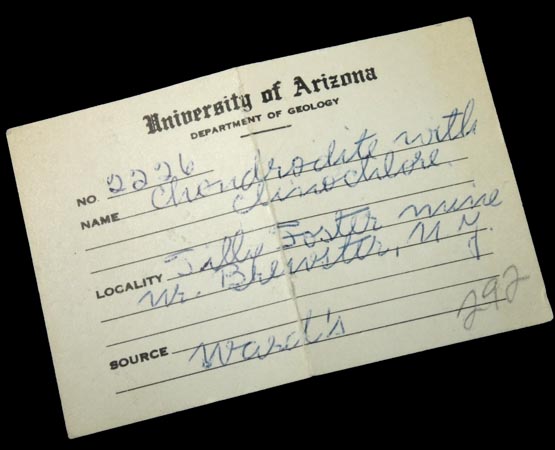 University of Arizona
DEPARTMENT OF GEOLOGY
NO. 2226
NAME Chondrodite with
clinochlore.
LOCALITY Tilly Foster mine
Nr. Brewster, N.Y.
SOURCE Ward's
292